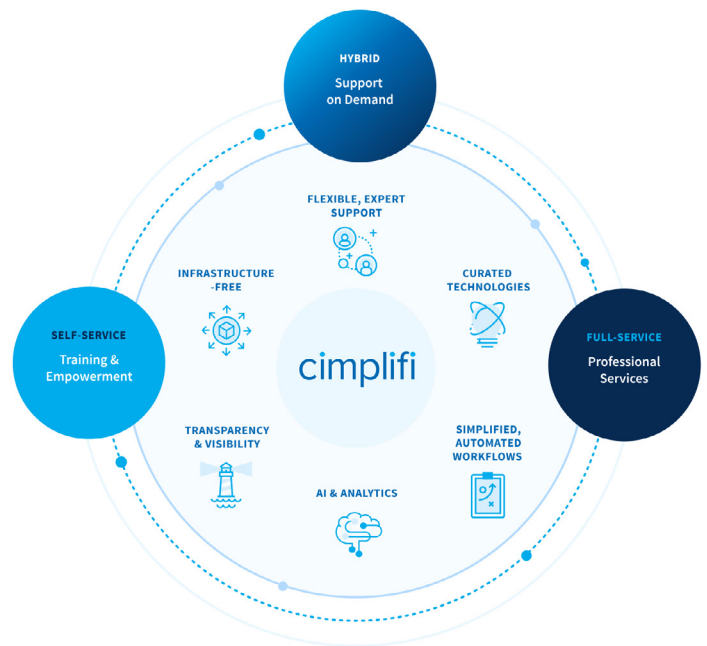 HYBRID
Support
on Demand
FLEXIBLE, EXPERT
SUPPORT
INFRASTRUCTURE
-FREE
CURATED
TECHNOLOGIES
SELF-SERVICE
Training &
Empowerment
cimplifi
FULL-SERVICE
Professional
Services
TRANSPARENCY
& VISIBILITY
SIMPLIFIED,
AUTOMATED
WORKFLOWS
AI & ANALYTICS